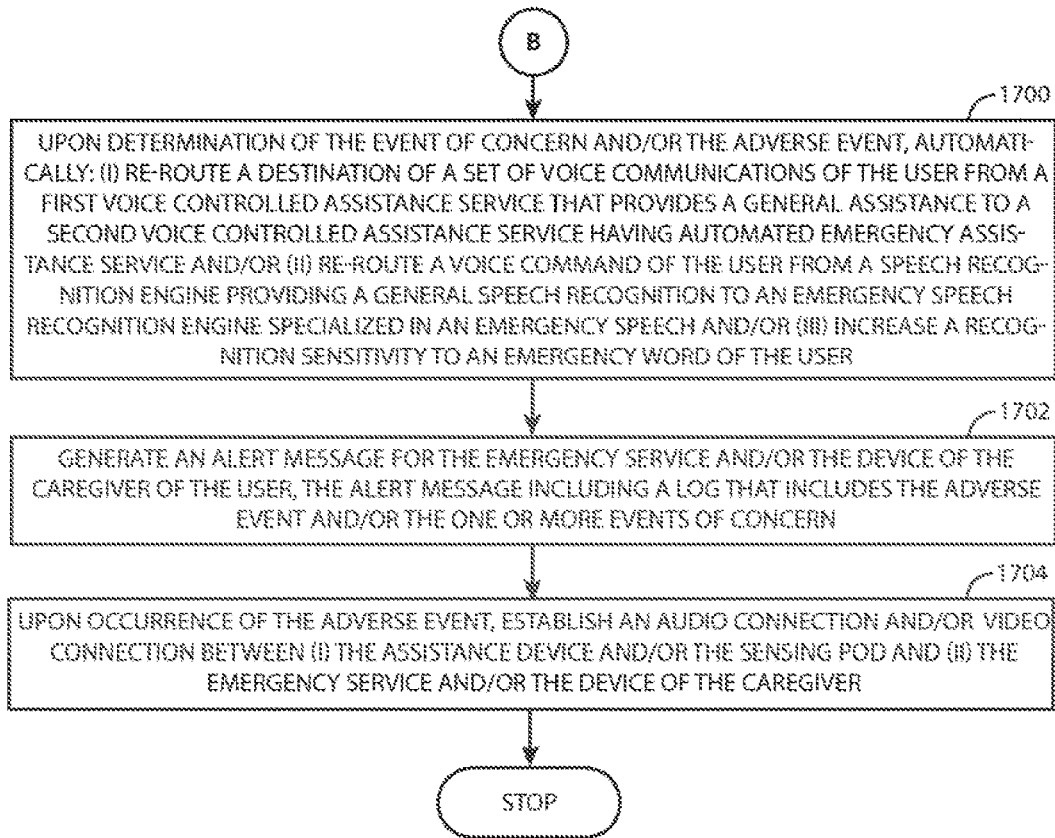 B
1700
UPON DETERMINATION OF THE EVENT OF CONCERN AND/OR THE ADVERSE EVENT, AUTOMATI-
CALLY: (I) RE-ROUTE A DESTINATION OF A SET OF VOICE COMMUNICATIONS OF THE USER FROM A
FIRST VOICE CONTROLLED ASSISTANCE SERVICE THAT PROVIDES A GENERAL ASSISTANCE TO A
SECOND VOICE CONTROLLED ASSISTANCE SERVICE HAVING AUTOMATED EMERGENCY ASSIS-
TANCE SERVICE AND/OR (II) RE-ROUTE A VOICE COMMAND OF THE USER FROM A SPEECH RECOG-
NITION ENGINE PROVIDING A GENERAL SPEECH RECOGNITION TO AN EMERGENCY SPEECH
RECOGNITION ENGINE SPECIALIZED IN AN EMERGENCY SPEECH AND/OR (III) INCREASE A RECOG-
NITION SENSITIVITY TO AN EMERGENCY WORD OF THE USER
1702
GENERATE AN ALERT MESSAGE FOR THE EMERGENCY SERVICE AND/OR THE DEVICE OF THE
CAREGIVER OF THE USER, THE ALERT MESSAGE INCLUDING A LOG THAT INCLUDES THE ADVERSE
EVENT AND/OR THE ONE OR MORE EVENTS OF CONCERN
1704
UPON OCCURRENCE OF THE ADVERSE EVENT, ESTABLISH AN AUDIO CONNECTION AND/OR VIDEO
CONNECTION BETWEEN (I) THE ASSISTANCE DEVICE AND/OR THE SENSING POD AND (II) THE
EMERGENCY SERVICE AND/OR THE DEVICE OF THE CAREGIVER
STOP